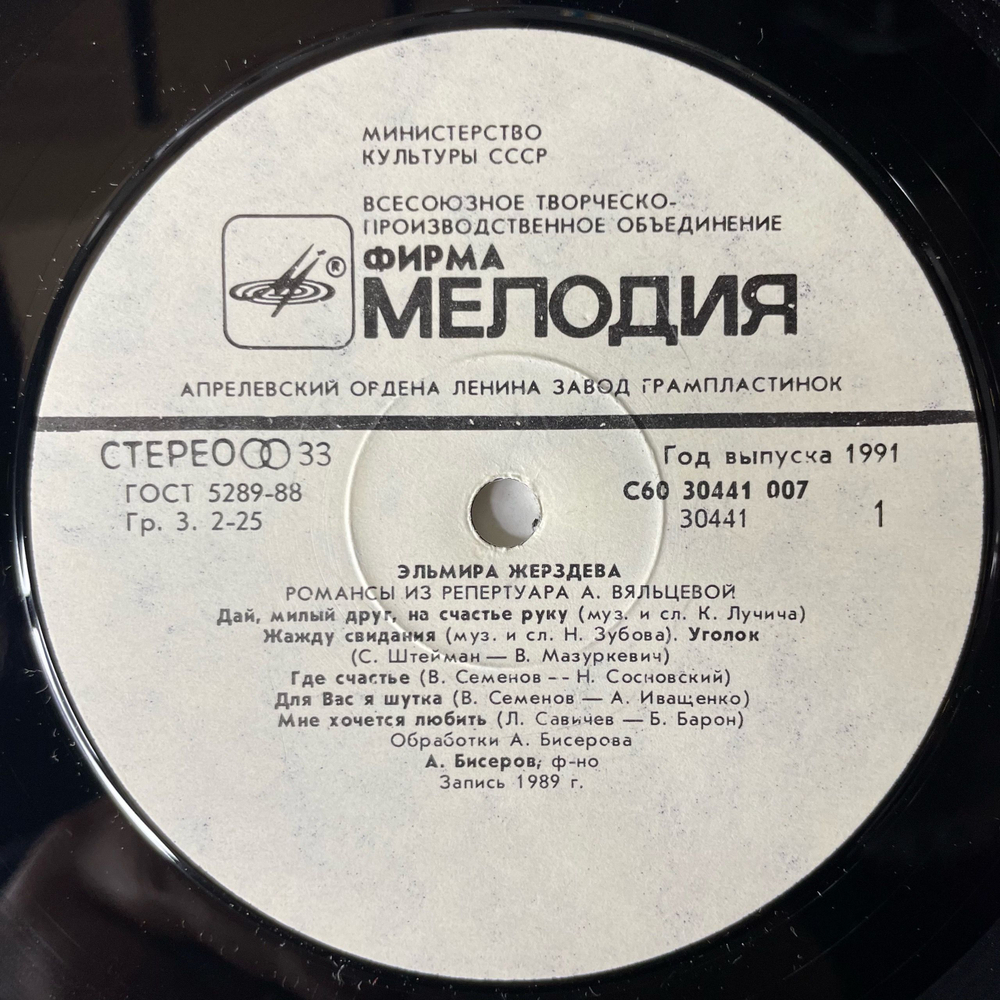 МИНИСТЕРСТВО
КУЛЬТУРЫ СССР
ВСЕСОЮЗНОЕ ТВОРЧЕСКО-
ПРОИЗВОДСТВЕННОЕ ОБЪЕДИНЕНИЕ
®
ФИРМА
МЕЛОДИЯ
АПРЕЛЕВСКИЙ ОРДЕНА ЛЕНИНА ЗАВОД ГРАМПЛАСТИНОК
СТЕРЕО 33
ГОСТ 5289-88
Гр. 3. 2-25
Год выпуска 1991
С60 30441 007
30441 1
ЭЛЬМИРА ЖЕРЗДЕВА
РОМАНСЫ ИЗ РЕПЕРТУАРА А. ВЯЛЬЦЕВОЙ
Дай, милый друг, на счастье руку (муз. и сл. К. Лучича)
Жажду свидания (муз. и сл. Н. Зубова). Уголок
(С. Штейман — В. Мазуркевич)
Где счастье (В. Семенов -- Н. Сосновский)
Для Вас я шутка (В. Семенов — А. Иващенко)
Мне хочется любить (Л. Савичев — Б. Барон)
Обработки А. Бисерова
А. Бисеров, ф-но
Запись 1989 г.